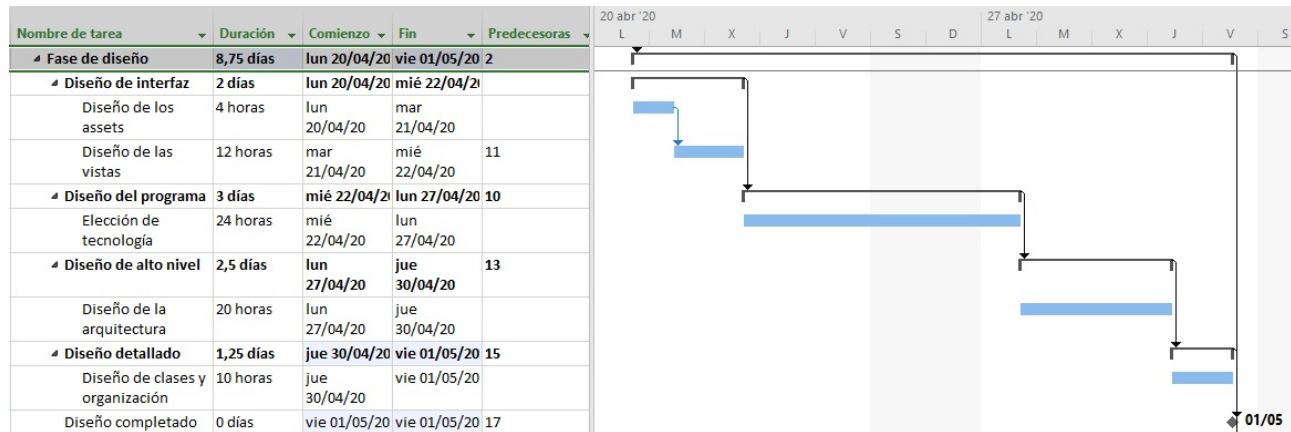 20 abr '20 27 abr '20
Nombre de tarea Duración Comienzo Fin Predecesoras L M X J V S D L M X J V S
Fase de diseño 8,75 días lun 20/04/20 vie 01/05/20 2
Diseño de interfaz 2 días lun 20/04/20 mié 22/04/20
Diseño de los 4 horas lun mar
assets 20/04/20 21/04/20
Diseño de las 12 horas mar mié 11
vistas 21/04/20 22/04/20
Diseño del programa 3 días mié 22/04/20 lun 27/04/20 10
Elección de 24 horas mié lun
tecnología 22/04/20 27/04/20
Diseño de alto nivel 2,5 días lun jue 13
27/04/20 30/04/20
Diseño de la 20 horas lun jue
arquitectura 27/04/20 30/04/20
Diseño detallado 1,25 días jue 30/04/20 vie 01/05/20 15
Diseño de clases y 10 horas jue vie 01/05/20
organización 30/04/20
Diseño completado 0 días vie 01/05/20 vie 01/05/20 17 01/05